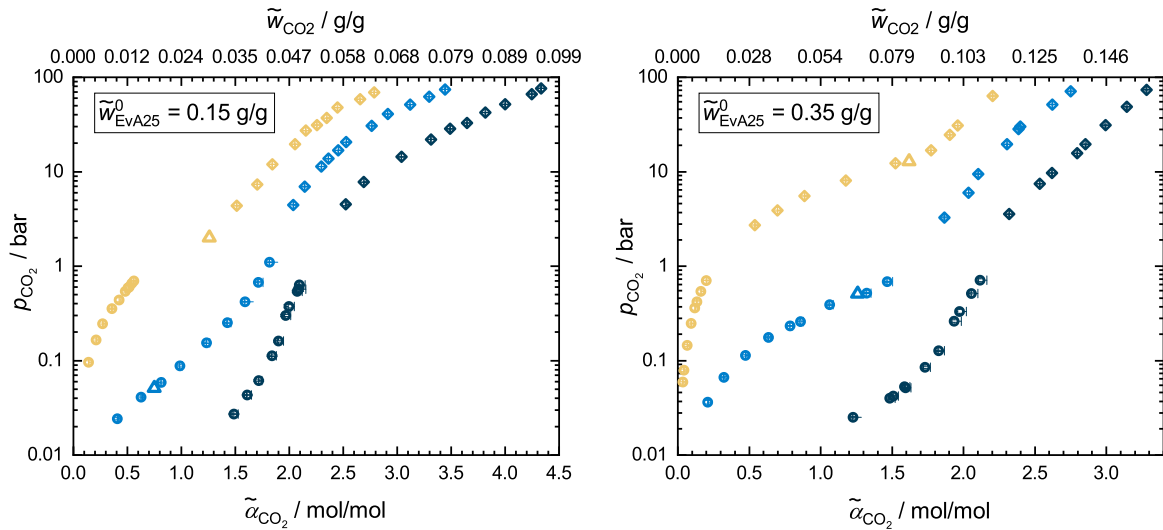 w̃CO2 / g/g
0.000 0.012 0.024 0.035 0.047 0.058 0.068 0.079 0.089 0.099
100
10
1
0.1
0.01
pCO₂ / bar
w̃⁰EvA25 = 0.15 g/g
0.0 0.5 1.0 1.5 2.0 2.5 3.0 3.5 4.0 4.5
α̃CO₂ / mol/mol
w̃CO2 / g/g
0.000 0.028 0.054 0.079 0.103 0.125 0.146
100
10
1
0.1
0.01
pCO₂ / bar
w̃⁰EvA25 = 0.35 g/g
0.0 0.5 1.0 1.5 2.0 2.5 3.0
α̃CO₂ / mol/mol